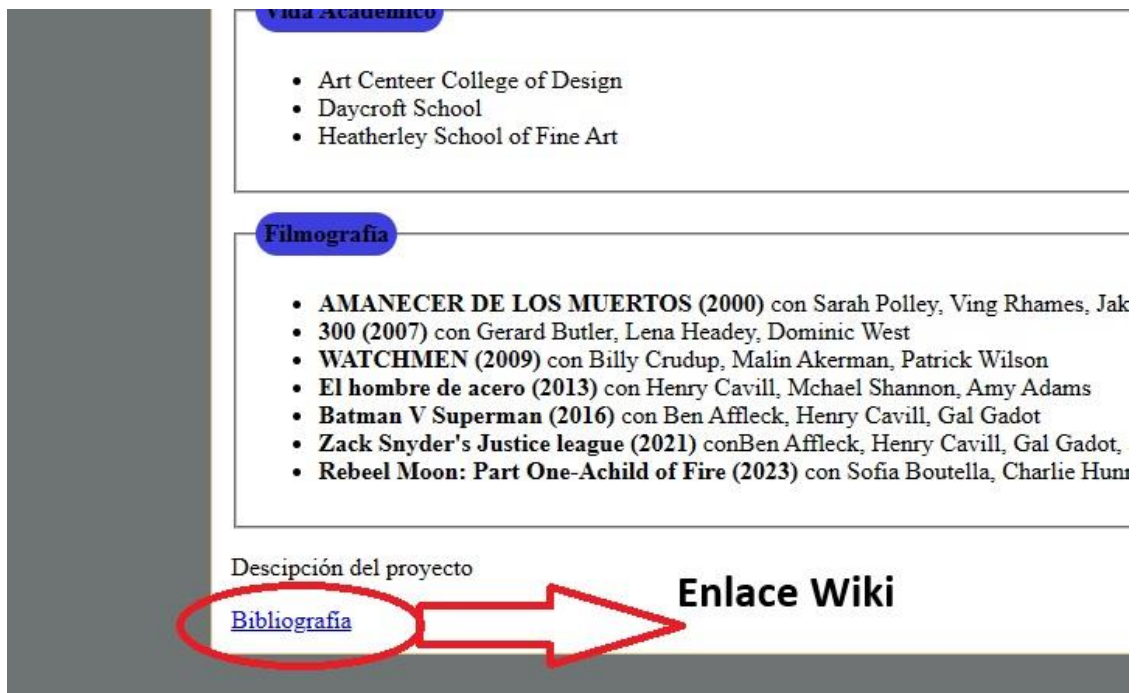 Vida Académico
Art Centeer College of Design
Daycroft School
Heatherley School of Fine Art
Filmografía
AMANECER DE LOS MUERTOS (2000) con Sarah Polley, Ving Rhames, Jak
300 (2007) con Gerard Butler, Lena Headey, Dominic West
WATCHMEN (2009) con Billy Crudup, Malin Akerman, Patrick Wilson
El hombre de acero (2013) con Henry Cavill, Mchael Shannon, Amy Adams
Batman V Superman (2016) con Ben Affleck, Henry Cavill, Gal Gadot
Zack Snyder's Justice league (2021) conBen Affleck, Henry Cavill, Gal Gadot,
Rebeel Moon: Part One-Achild of Fire (2023) con Sofia Boutella, Charlie Hunn
Descipción del proyecto
Enlace Wiki
Bibliografía